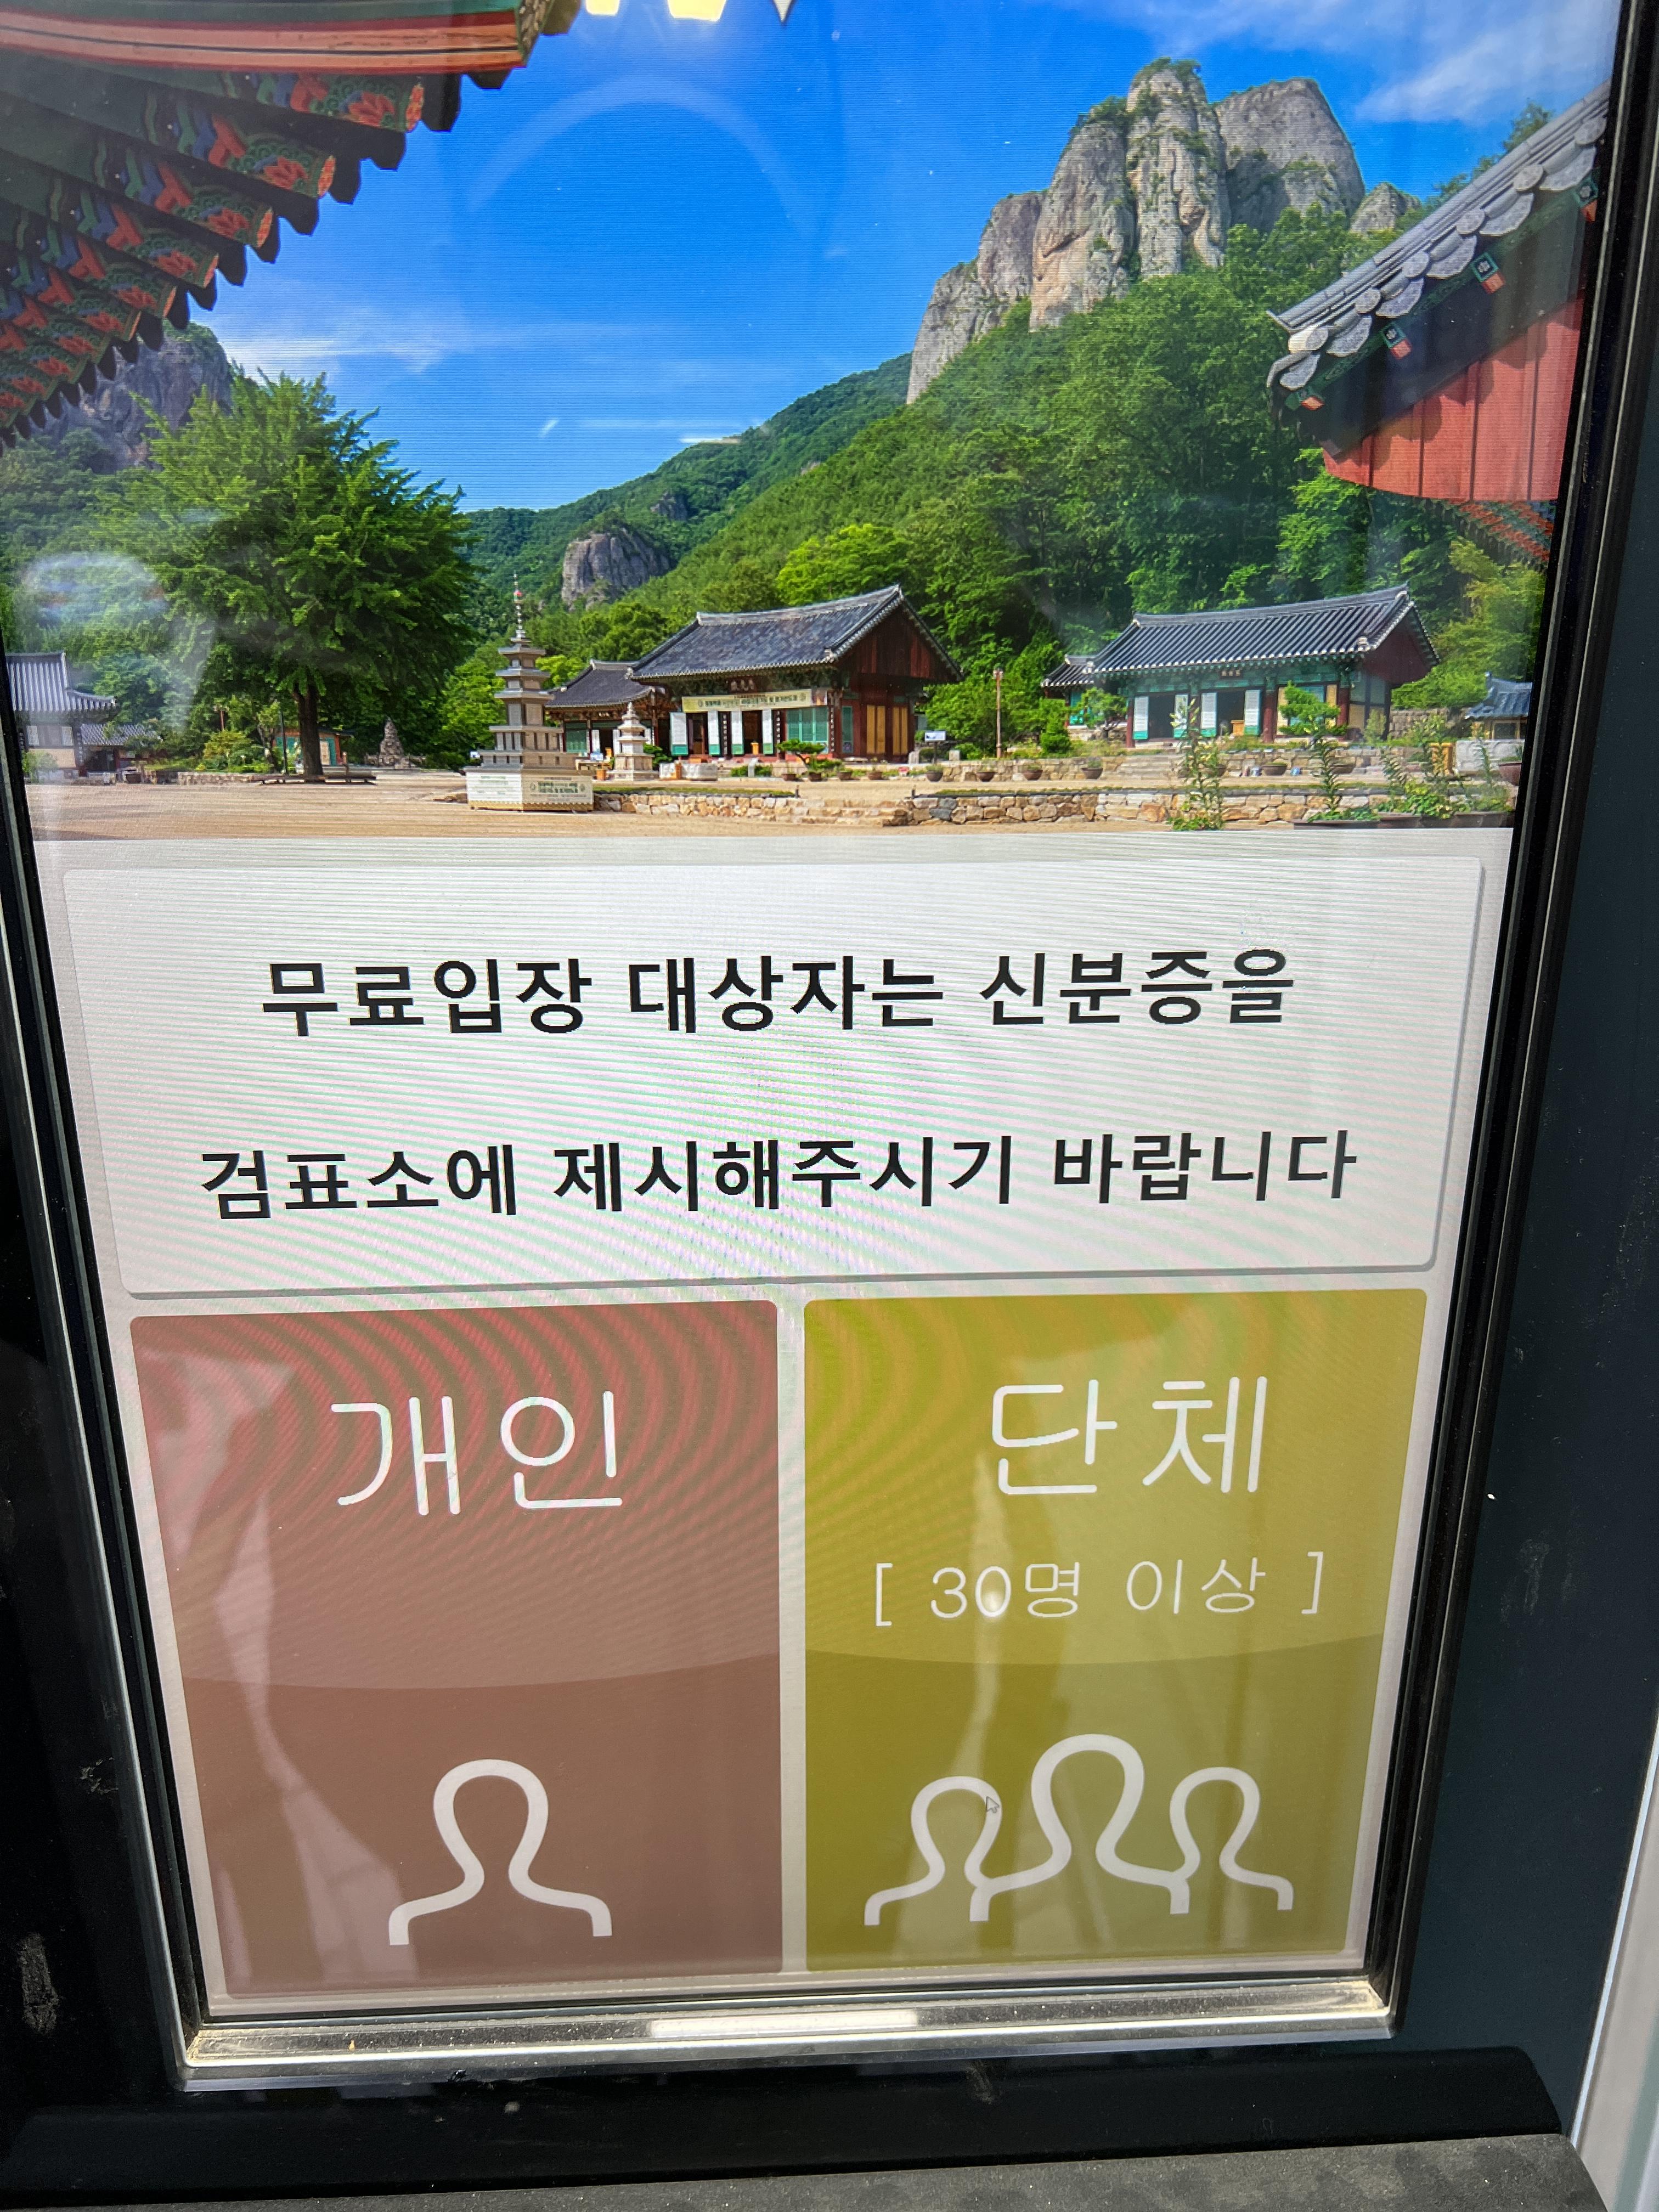 무료입장 대상자는 신분증을
검표소에 제시해주시기 바랍니다
개인
단체
[ 30명 이상 ]